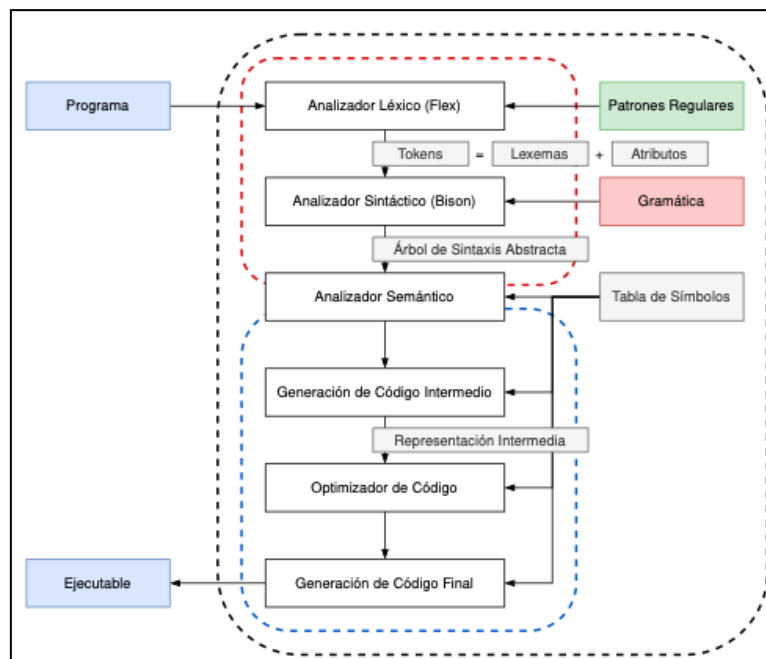 Programa
Analizador Léxico (Flex)
Patrones Regulares
Tokens = Lexemas + Atributos
Analizador Sintáctico (Bison)
Gramática
Árbol de Sintaxis Abstracta
Analizador Semántico
Tabla de Símbolos
Generación de Código Intermedio
Representación Intermedia
Optimizador de Código
Ejecutable
Generación de Código Final